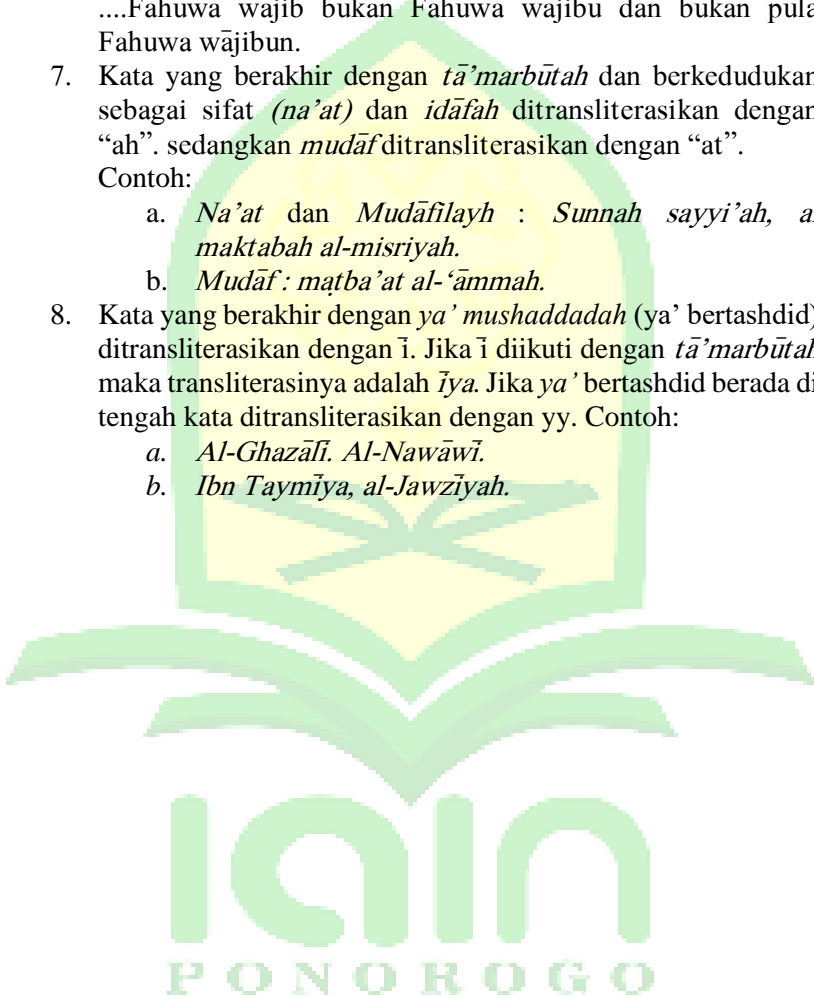 ....Fahuwa wajib bukan Fahuwa wajibu dan bukan pula
Fahuwa wājibun.
7. Kata yang berakhir dengan tā’marbūtah dan berkedudukan
sebagai sifat (na’at) dan idāfah ditransliterasikan dengan
“ah”. sedangkan mudāf ditransliterasikan dengan “at”.
Contoh:
a. Na’at dan Mudāfilayh : Sunnah sayyi’ah, al
maktabah al-misriyah.
b. Mudāf : maṭba’at al-‘āmmah.
8. Kata yang berakhir dengan ya’ mushaddadah (ya’ bertashdid)
ditransliterasikan dengan ī. Jika ī diikuti dengan tā’marbūtah
maka transliterasinya adalah īya. Jika ya’ bertashdid berada di
tengah kata ditransliterasikan dengan yy. Contoh:
a. Al-Ghazālī. Al-Nawāwī.
b. Ibn Taymīya, al-Jawzīyah.
iain
PONOROGO